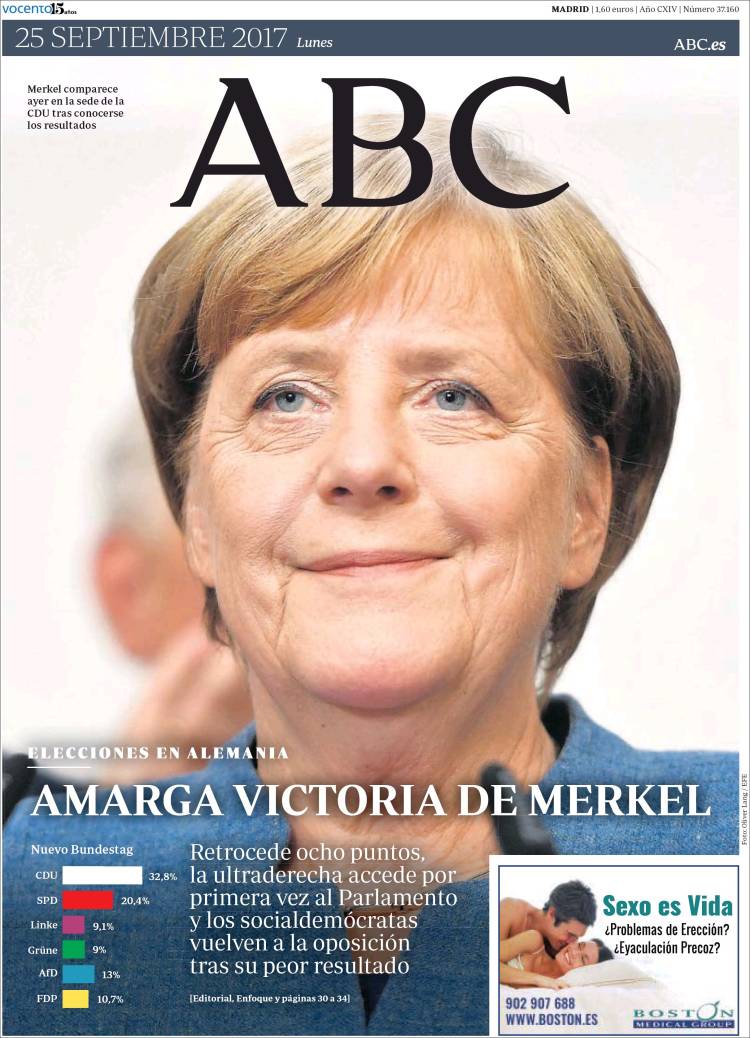 vocento 15 años
MADRID | 1,60 euros | Año CXIV | Número 37.160
25 SEPTIEMBRE 2017 Lunes
ABC.es
ABC
Merkel comparece
ayer en la sede de la
CDU tras conocerse
los resultados
ELECCIONES EN ALEMANIA
AMARGA VICTORIA DE MERKEL
Foto: Oliver Lang / EFE
Nuevo Bundestag
CDU 32,8%
SPD 20,4%
Linke 9,1%
Grüne 9%
AfD 13%
FDP 10,7%
Retrocede ocho puntos,
la ultraderecha accede por
primera vez al Parlamento
y los socialdemócratas
vuelven a la oposición
tras su peor resultado
[Editorial, Enfoque y páginas 30 a 34]
Sexo es Vida
¿Problemas de Erección?
¿Eyaculación Precoz?
902 907 688
WWW.BOSTON.ES
BOSTON
MEDICAL GROUP